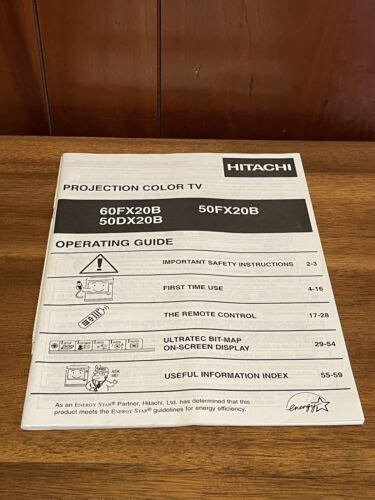 HITACHI
PROJECTION COLOR TV
60FX20B 50FX20B
50DX20B
OPERATING GUIDE
IMPORTANT SAFETY INSTRUCTIONS 2-3
FIRST TIME USE 4-16
THE REMOTE CONTROL 17-28
ULTRATEC BIT-MAP
ON-SCREEN DISPLAY 29-54
ASK
ME!
USEFUL INFORMATION INDEX 55-59
As an ENERGY STAR® Partner, Hitachi, Ltd. has determined that this
product meets the ENERGY STAR® guidelines for energy efficiency.
energy